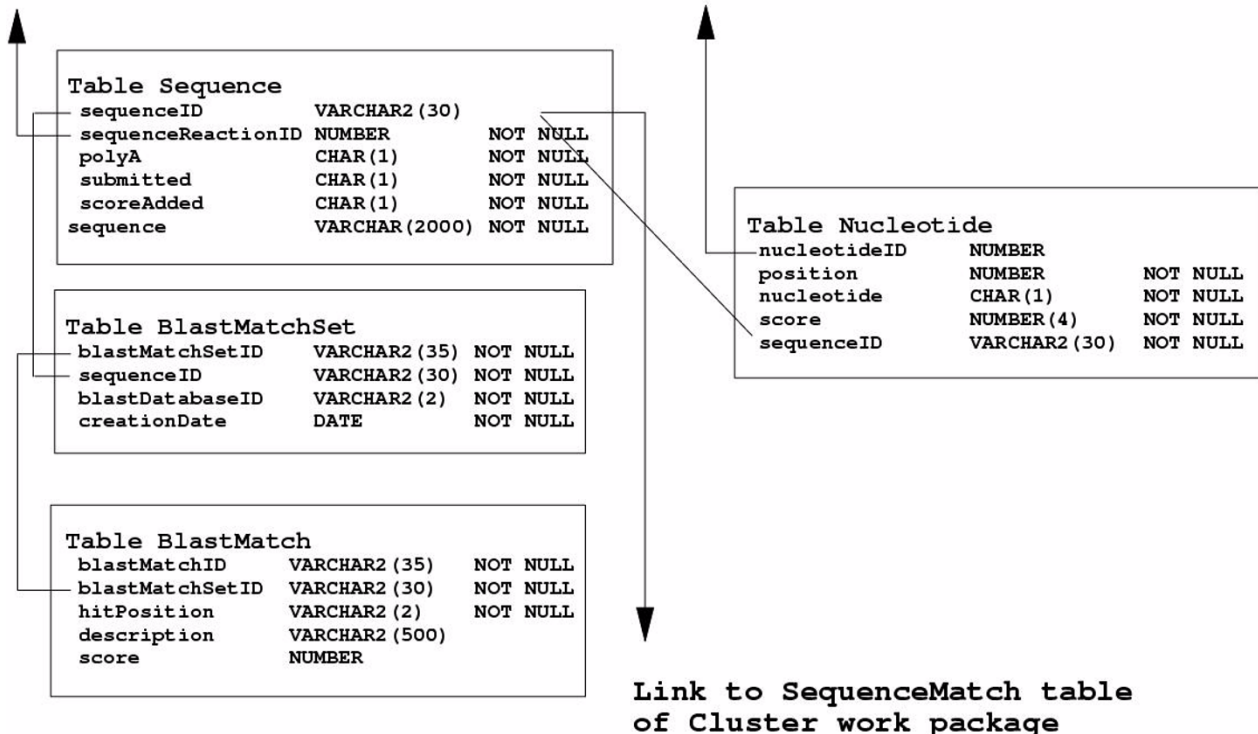 Table Sequence
sequenceID VARCHAR2(30)
sequenceReactionID NUMBER NOT NULL
polyA CHAR(1) NOT NULL
submitted CHAR(1) NOT NULL
scoreAdded CHAR(1) NOT NULL
sequence VARCHAR(2000) NOT NULL
Table BlastMatchSet
blastMatchSetID VARCHAR2(35) NOT NULL
sequenceID VARCHAR2(30) NOT NULL
blastDatabaseID VARCHAR2(2) NOT NULL
creationDate DATE NOT NULL
Table BlastMatch
blastMatchID VARCHAR2(35) NOT NULL
blastMatchSetID VARCHAR2(30) NOT NULL
hitPosition VARCHAR2(2) NOT NULL
description VARCHAR2(500)
score NUMBER
Table Nucleotide
nucleotideID NUMBER
position NUMBER NOT NULL
nucleotide CHAR(1) NOT NULL
score NUMBER(4) NOT NULL
sequenceID VARCHAR2(30) NOT NULL
Link to SequenceMatch table
of Cluster work package